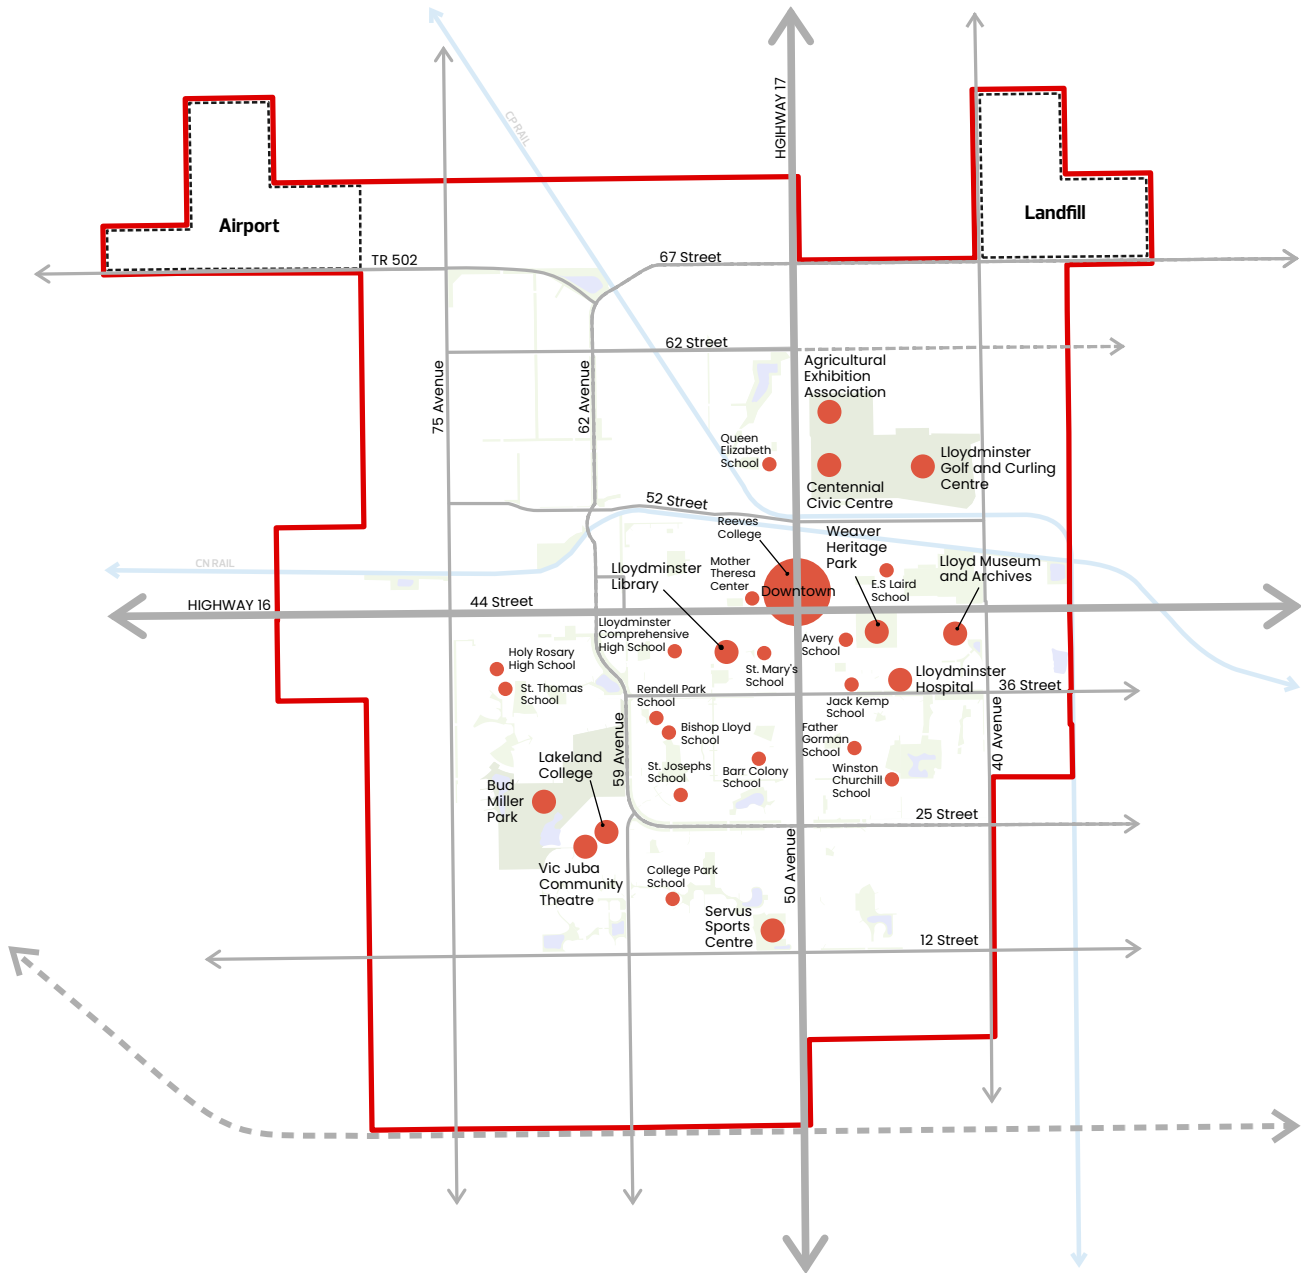 HGIHWAY 17
CP RAIL
Airport
Landfill
TR 502
67 Street
62 Street
75 Avenue
62 Avenue
Agricultural
Exhibition
Association
Queen
Elizabeth
School
Lloydminster
Golf and Curling
Centre
Centennial
Civic Centre
52 Street
Reeves
College
Weaver
Heritage
Park
Mother
Theresa
Center
Lloydminster
Library
Downtown
E.S Laird
School
Lloyd Museum
and Archives
CN RAIL
HIGHWAY 16
44 Street
Lloydminster
Comprehensive
High School
Avery
School
St. Mary's
School
Holy Rosary
High School
St. Thomas
School
Lloydminster
Hospital
36 Street
Rendell Park
School
Jack Kemp
School
Bishop Lloyd
School
Father
Gorman
School
59 Avenue
40 Avenue
Lakeland
College
St. Josephs
School
Barr Colony
School
Winston
Churchill
School
Bud
Miller
Park
25 Street
Vic Juba
Community
Theatre
50 Avenue
College Park
School
Servus
Sports
Centre
12 Street